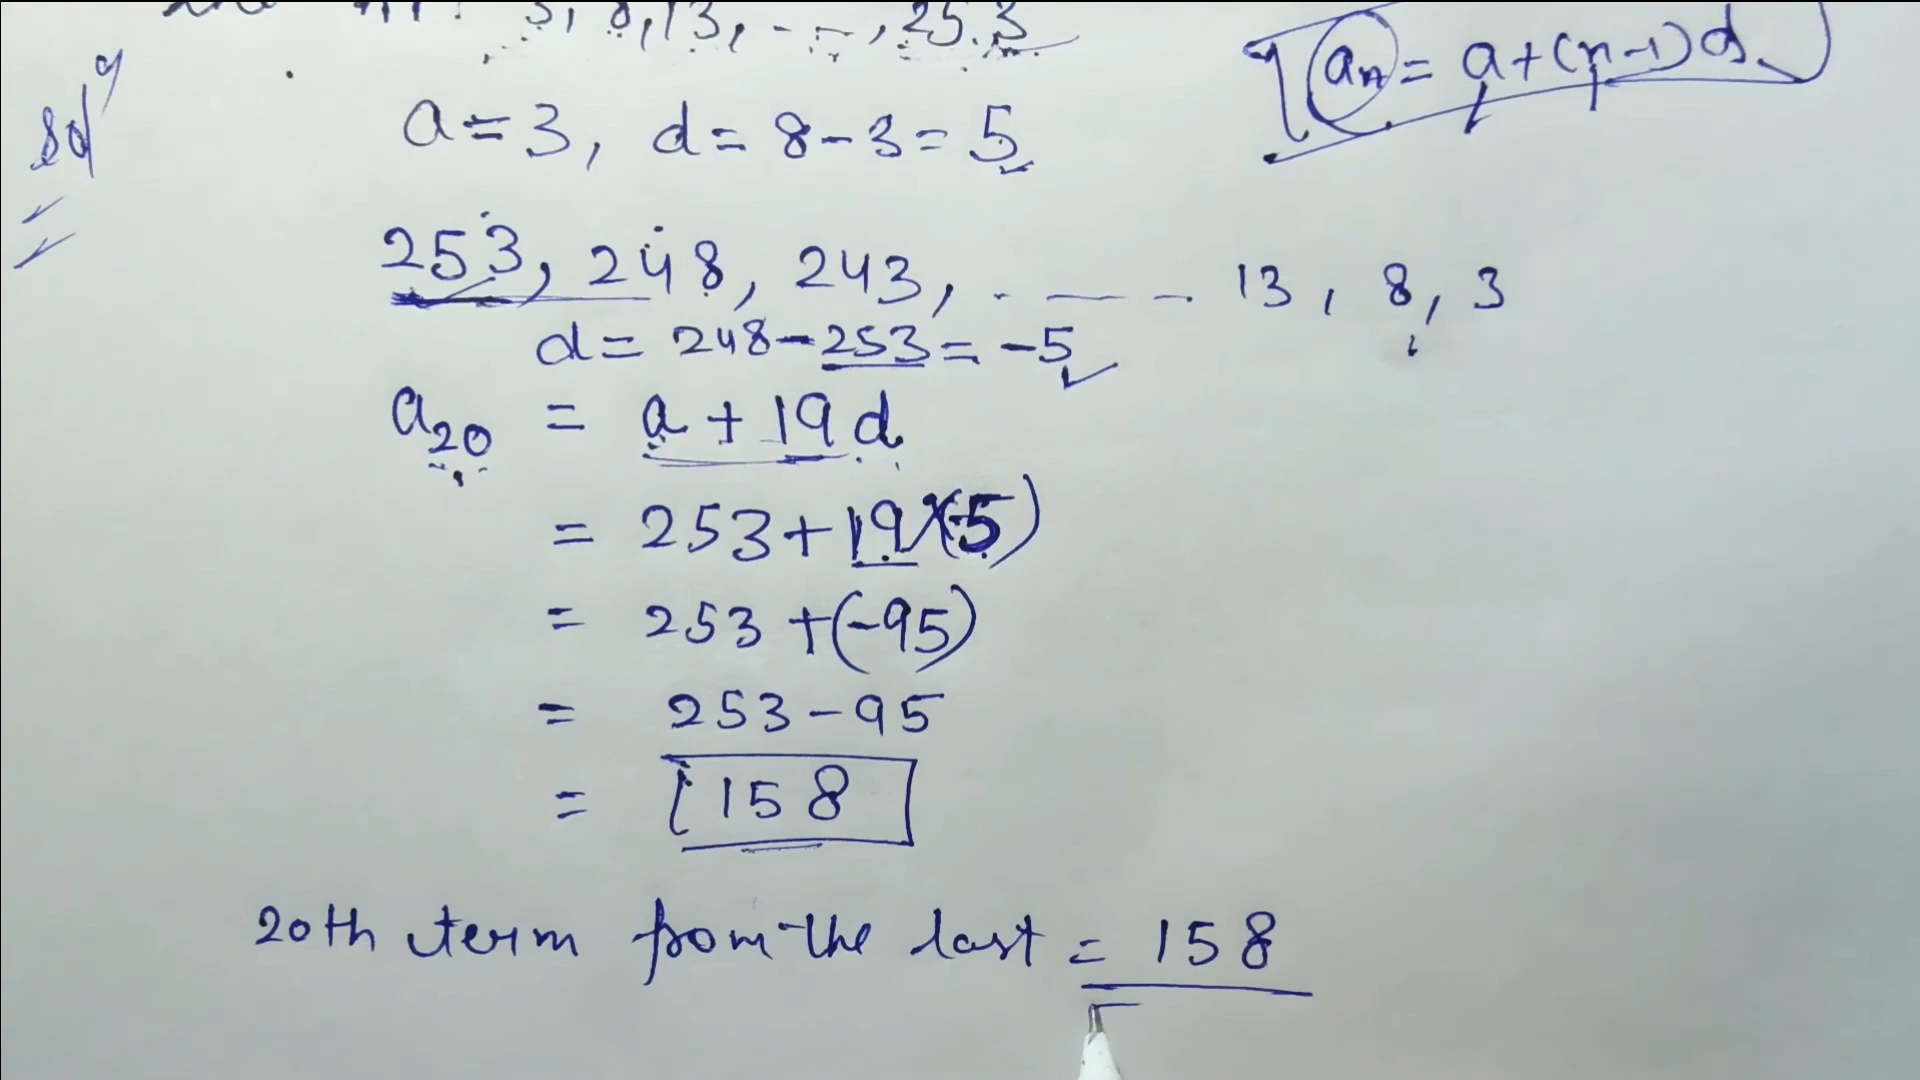 3, 8, 13, - - -, 253
aₙ = a+(n-1)d
Solⁿ
a=3, d= 8-3= 5
253, 248, 243, - - - - 13, 8, 3
d= 248-253= -5
a₂₀ = a+19d
= 253+19×(-5)
= 253+(-95)
= 253-95
= 158
20th term from the last = 158